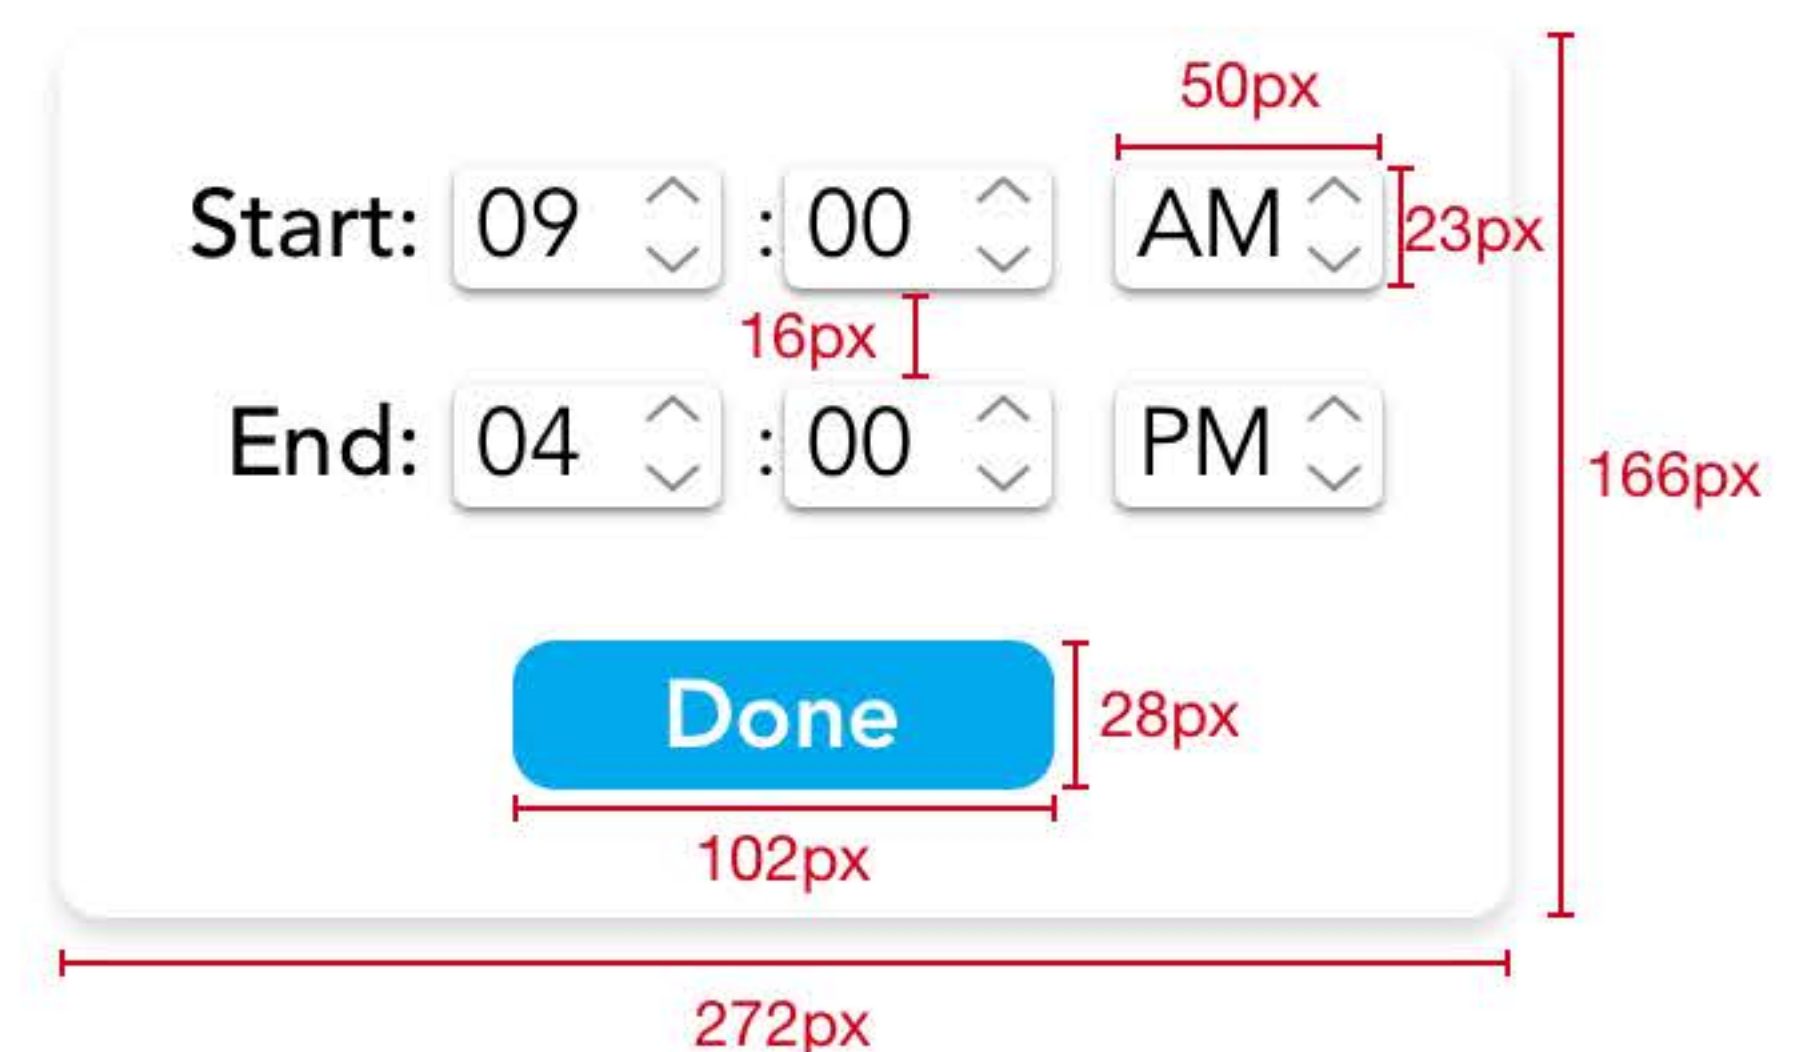 50px
Start: 09 : 00 AM 23px
16px
End: 04 : 00 PM
166px
Done 28px
102px
272px